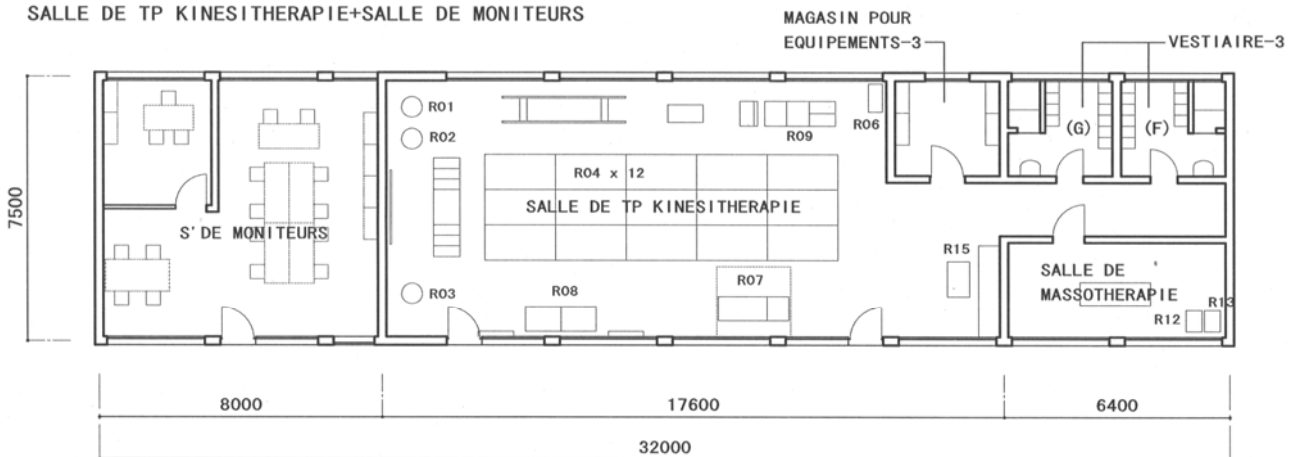 SALLE DE TP KINESITHERAPIE+SALLE DE MONITEURS
MAGASIN POUR
EQUIPEMENTS-3
VESTIAIRE-3
R01
R02
R09
R06
(G)
(F)
R04 x 12
SALLE DE TP KINESITHERAPIE
S'DE MONITEURS
7500
R15
SALLE DE
MASSOTHERAPIE
R03
R08
R07
R12
R13
8000
17600
6400
32000